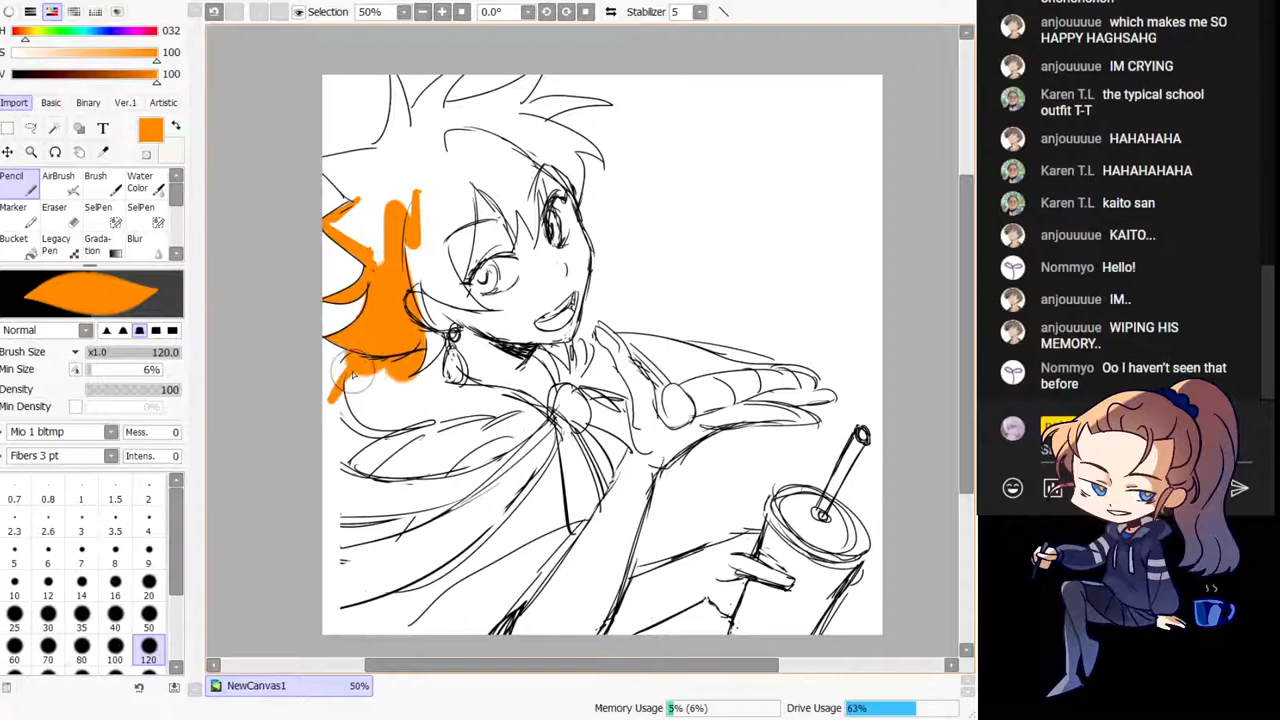 Selection 50% 0.0° Stabilizer 5
H 032
S 100
V 100
Import Basic Binary Ver.1 Artistic
T
Pencil AirBrush Brush Water Color
Marker Eraser SelPen SelPen
Bucket Legacy Pen Grada-tion Blur
Normal
Brush Size x1.0 120.0
Min Size 6%
Density 100
Min Density 0%
Mio 1 bltmp Mess. 0
Fibers 3 pt Intens. 0
0.7 0.8 1 1.5 2
2.3 2.6 3 3.5 4
5 6 7 8 9
10 12 14 16 20
25 30 35 40 50
60 70 80 100 120
NewCanvas1 50%
Memory Usage 5% (6%) Drive Usage 63%
anjouuuue which makes me SO
HAPPY HAGHSAHG
anjouuuue IM CRYING
Karen T.L the typical school
outfit T-T
anjouuuue HAHAHAHA
Karen T.L HAHAHAHAHA
Karen T.L kaito san
anjouuuue KAITO...
Nommyo Hello!
anjouuuue IM..
anjouuuue WIPING HIS
MEMORY..
Nommyo Oo I haven't seen that
before